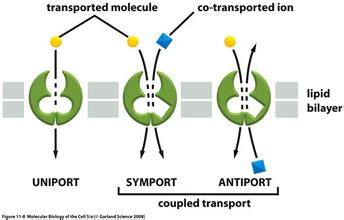 transported molecule
co-transported ion
lipid
bilayer
UNIPORT
SYMPORT
ANTIPORT
coupled transport
Figure 11-8 Molecular Biology of the Cell 5/e (© Garland Science 2008)